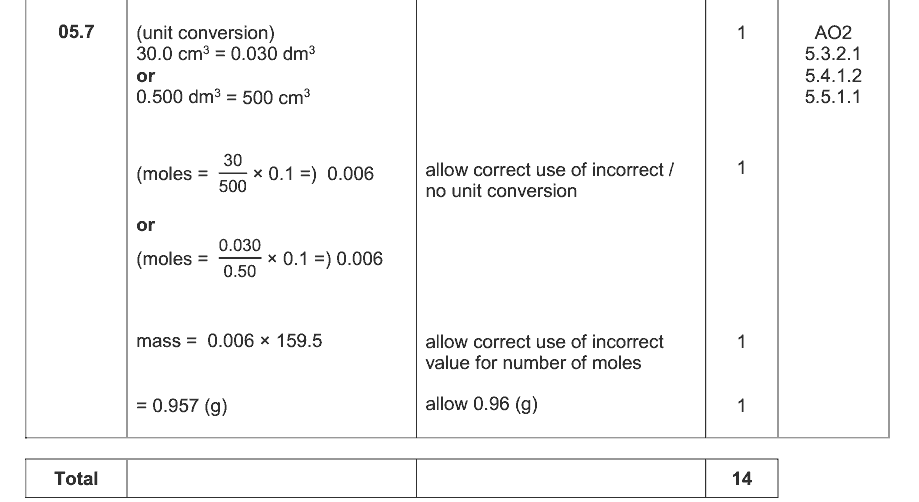 05.7
(unit conversion)
30.0 cm³ = 0.030 dm³
or
0.500 dm³ = 500 cm³
1
AO2
5.3.2.1
5.4.1.2
5.5.1.1
(moles = 30/500 × 0.1 =) 0.006
allow correct use of incorrect /
no unit conversion
1
or
(moles = 0.030/0.50 × 0.1 =) 0.006
mass = 0.006 × 159.5
allow correct use of incorrect
value for number of moles
1
= 0.957 (g)
allow 0.96 (g)
1
Total
14